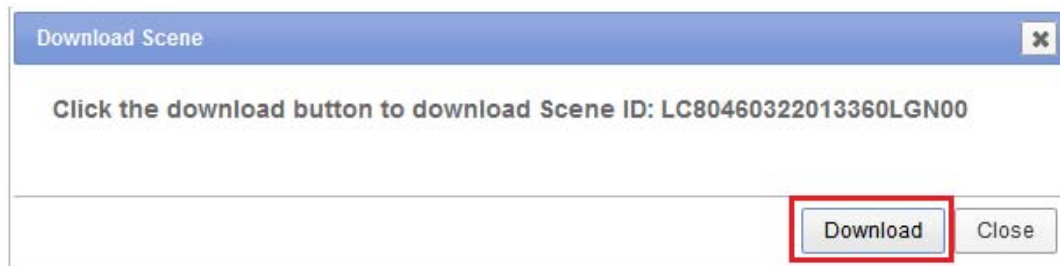 Download Scene
Click the download button to download Scene ID: LC80460322013360LGN00
Download Close